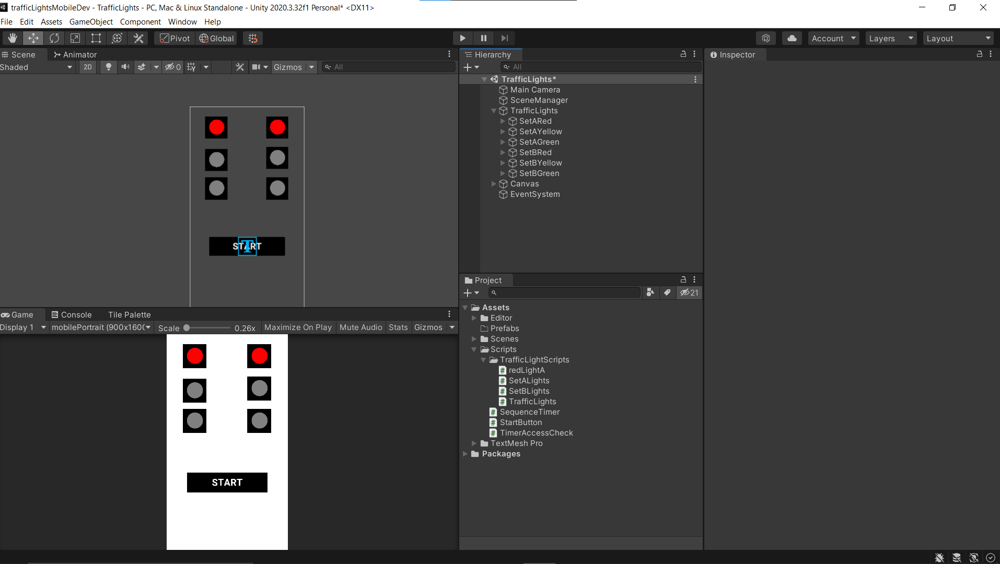 trafficLightsMobileDev - TrafficLights - PC, Mac & Linux Standalone - Unity 2020.3.32f1 Personal* <DX11>
File Edit Assets GameObject Component Window Help
Pivot Global Account Layers Layout
Scene Animator
Shaded 2D 0 Gizmos All
START
Game Console Tile Palette
Display 1 mobilePortrait (900x160( Scale 0.26x Maximize On Play Mute Audio Stats Gizmos
START
Hierarchy
All
TrafficLights*
Main Camera
SceneManager
TrafficLights
SetARed
SetAYellow
SetAGreen
SetBRed
SetBYellow
SetBGreen
Canvas
EventSystem
Project
21
Assets
Editor
Prefabs
Scenes
Scripts
TrafficLightScripts
redLightA
SetALights
SetBLights
TrafficLights
SequenceTimer
StartButton
TimerAccessCheck
TextMesh Pro
Packages
Inspector